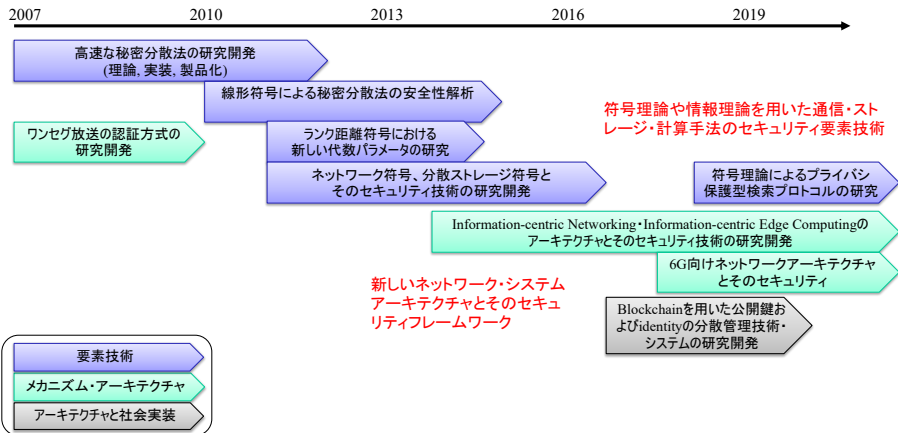 2007 2010 2013 2016 2019
高速な秘密分散法の研究開発
(理論, 実装, 製品化)
線形符号による秘密分散法の安全性解析
符号理論や情報理論を用いた通信・スト
レージ・計算手法のセキュリティ要素技術
ワンセグ放送の認証方式の
研究開発
ランク距離符号における
新しい代数パラメータの研究
ネットワーク符号、分散ストレージ符号と
そのセキュリティ技術の研究開発
符号理論によるプライバシ
保護型検索プロトコルの研究
Information-centric Networking・Information-centric Edge Computingの
アーキテクチャとそのセキュリティ技術の研究開発
6G向けネットワークアーキテクチャ
とそのセキュリティ
新しいネットワーク・システム
アーキテクチャとそのセキュ
リティフレームワーク
Blockchainを用いた公開鍵お
よびidentityの分散管理技術・
システムの研究開発
要素技術
メカニズム・アーキテクチャ
アーキテクチャと社会実装